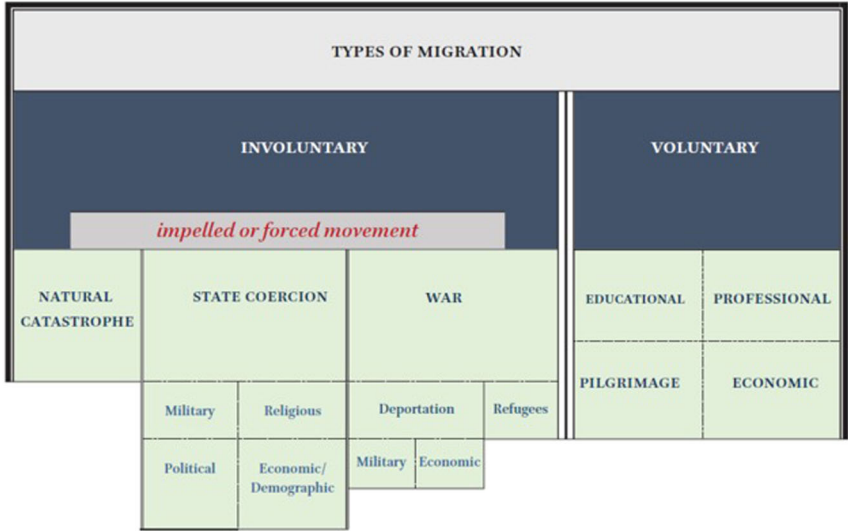 TYPES OF MIGRATION
INVOLUNTARY
VOLUNTARY
impelled or forced movement
NATURAL
CATASTROPHE
STATE COERCION
WAR
EDUCATIONAL
PROFESSIONAL
PILGRIMAGE
ECONOMIC
Military
Religious
Deportation
Refugees
Political
Economic/
Demographic
Military
Economic